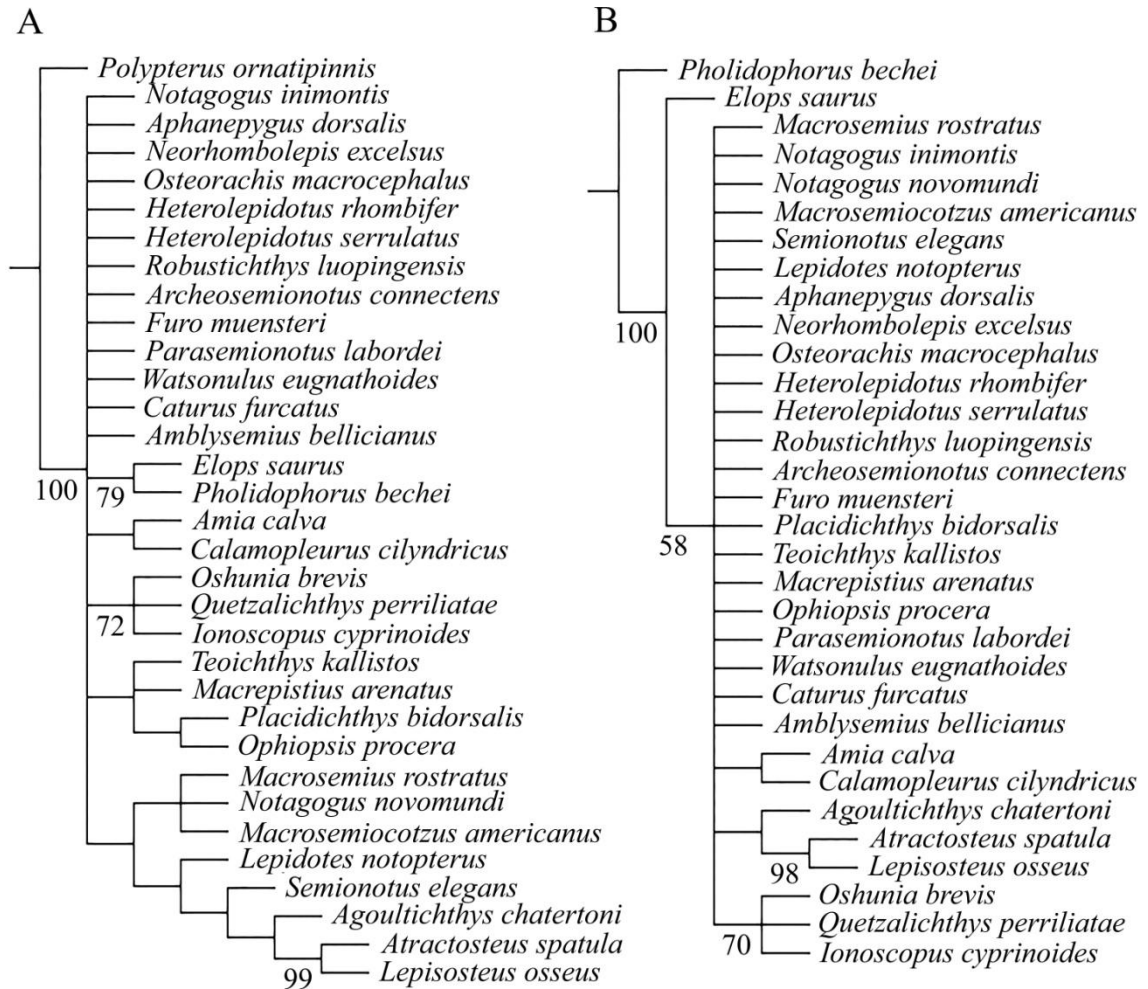 A
Polypterus ornatipinnis
Notagogus inimontis
Aphanepygus dorsalis
Neorhombolepis excelsus
Osteorachis macrocephalus
Heterolepidotus rhombifer
Heterolepidotus serrulatus
Robustichthys luopingensis
Archeosemionotus connectens
Furo muensteri
Parasemionotus labordei
Watsonulus eugnathoides
Caturus furcatus
Amblysemius bellicianus
Elops saurus
100
79
Pholidophorus bechei
Amia calva
Calamopleurus cilyndricus
Oshunia brevis
Quetzalichthys perriliatae
72
Ionoscopus cyprinoides
Teoichthys kallistos
Macrepistius arenatus
Placidichthys bidorsalis
Ophiopsis procera
Macrosemius rostratus
Notagogus novomundi
Macrosemiocotzus americanus
Lepidotes notopterus
Semionotus elegans
Agoultichthys chatertoni
Atractosteus spatula
99
Lepisosteus osseus
B
Pholidophorus bechei
Elops saurus
Macrosemius rostratus
Notagogus inimontis
Notagogus novomundi
Macrosemiocotzus americanus
Semionotus elegans
Lepidotes notopterus
Aphanepygus dorsalis
Neorhombolepis excelsus
100
Osteorachis macrocephalus
Heterolepidotus rhombifer
Heterolepidotus serrulatus
Robustichthys luopingensis
Archeosemionotus connectens
Furo muensteri
Placidichthys bidorsalis
58
Teoichthys kallistos
Macrepistius arenatus
Ophiopsis procera
Parasemionotus labordei
Watsonulus eugnathoides
Caturus furcatus
Amblysemius bellicianus
Amia calva
Calamopleurus cilyndricus
Agoultichthys chatertoni
Atractosteus spatula
98
Lepisosteus osseus
Oshunia brevis
Quetzalichthys perriliatae
70
Ionoscopus cyprinoides